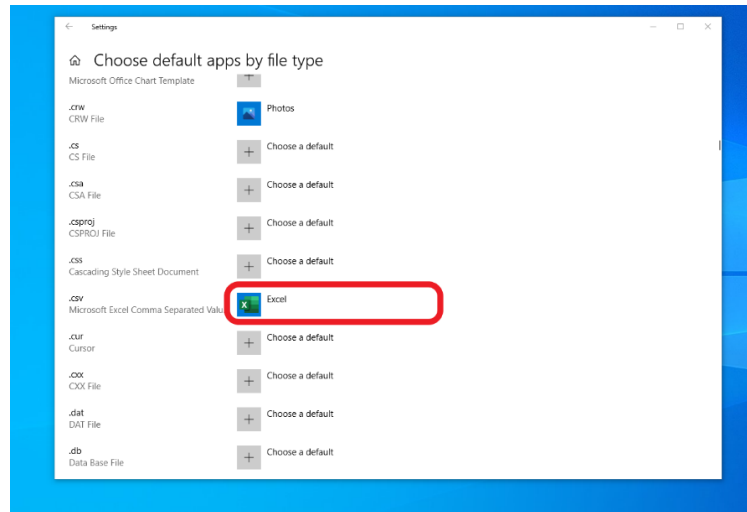 Settings
Choose default apps by file type
Microsoft Office Chart Template
.crw
CRW File
Photos
.cs
CS File
Choose a default
.csa
CSA File
Choose a default
.csproj
CSPROJ File
Choose a default
.css
Cascading Style Sheet Document
Choose a default
.csv
Microsoft Excel Comma Separated Valu
Excel
.cur
Cursor
Choose a default
.cxx
CXX File
Choose a default
.dat
DAT File
Choose a default
.db
Data Base File
Choose a default